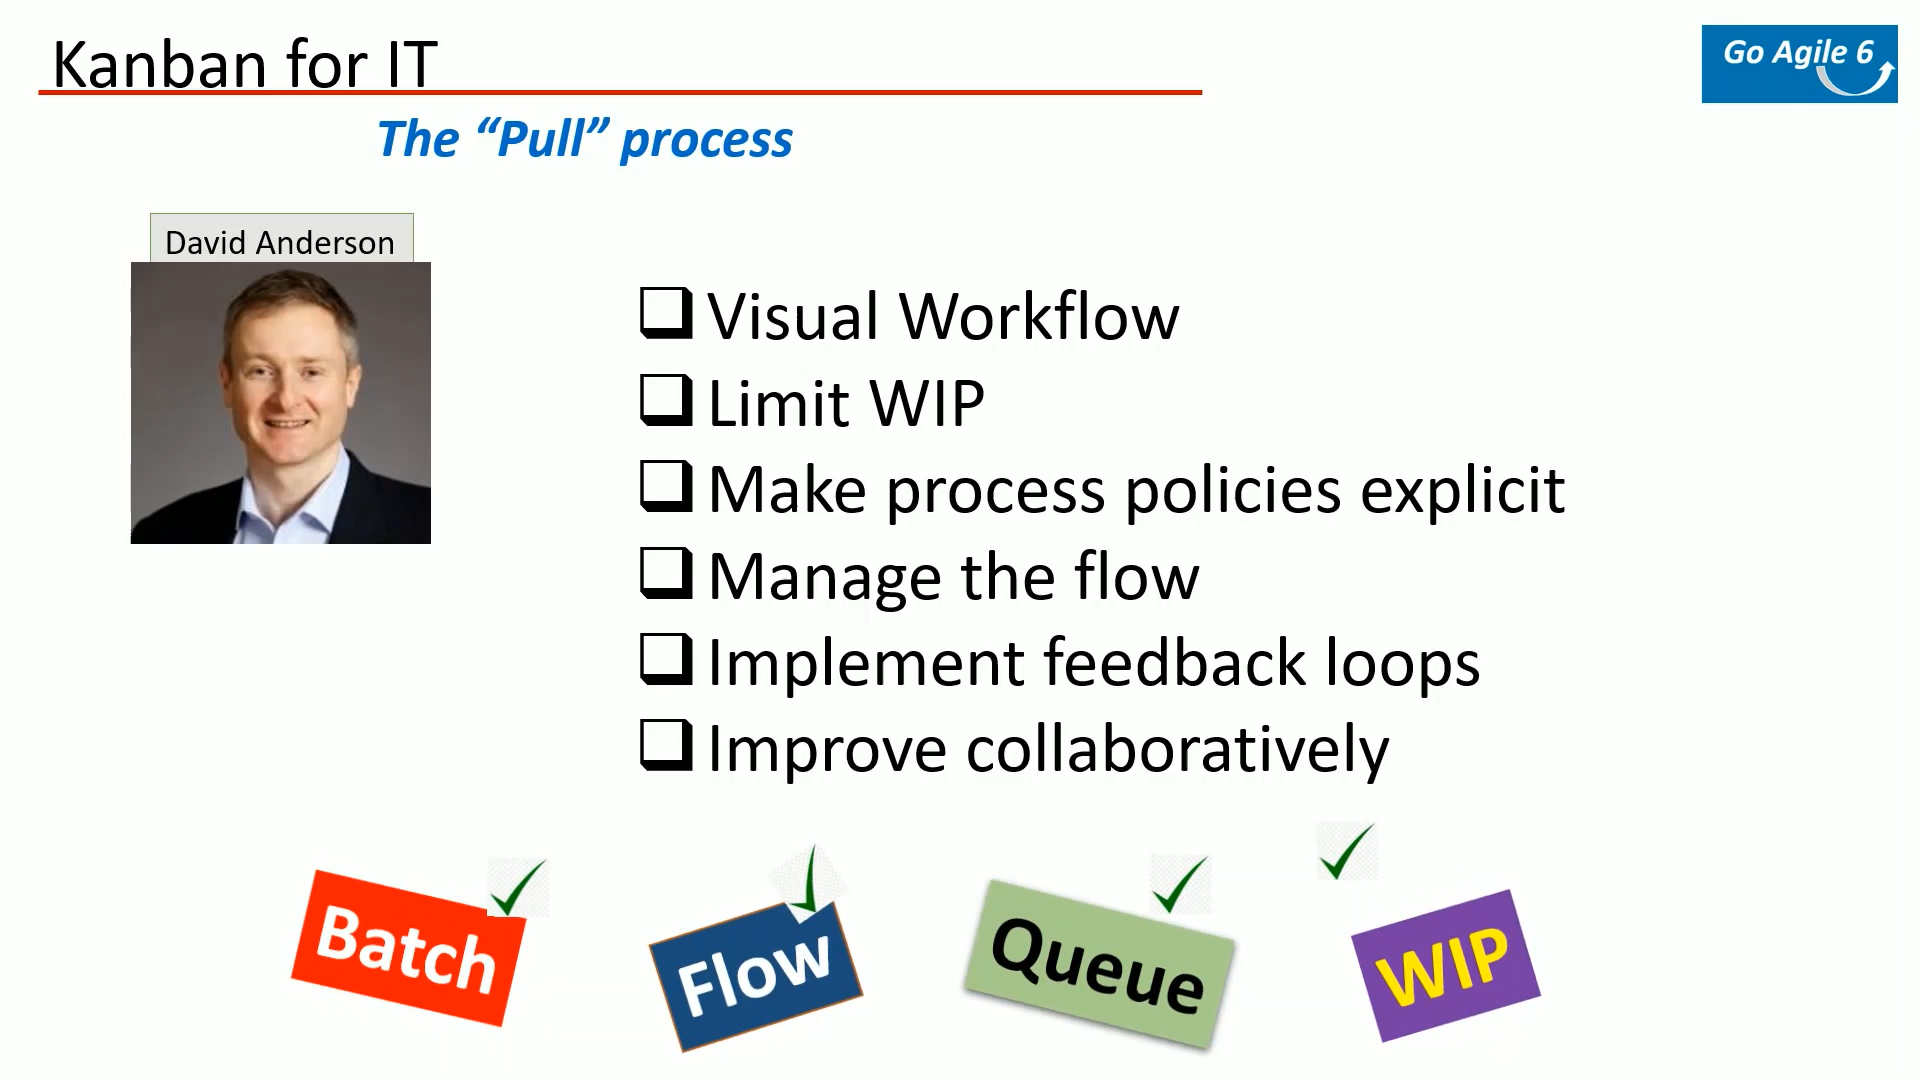 Kanban for IT
Go Agile 6
The “Pull” process
David Anderson
Visual Workflow
Limit WIP
Make process policies explicit
Manage the flow
Implement feedback loops
Improve collaboratively
Batch
Flow
Queue
WIP